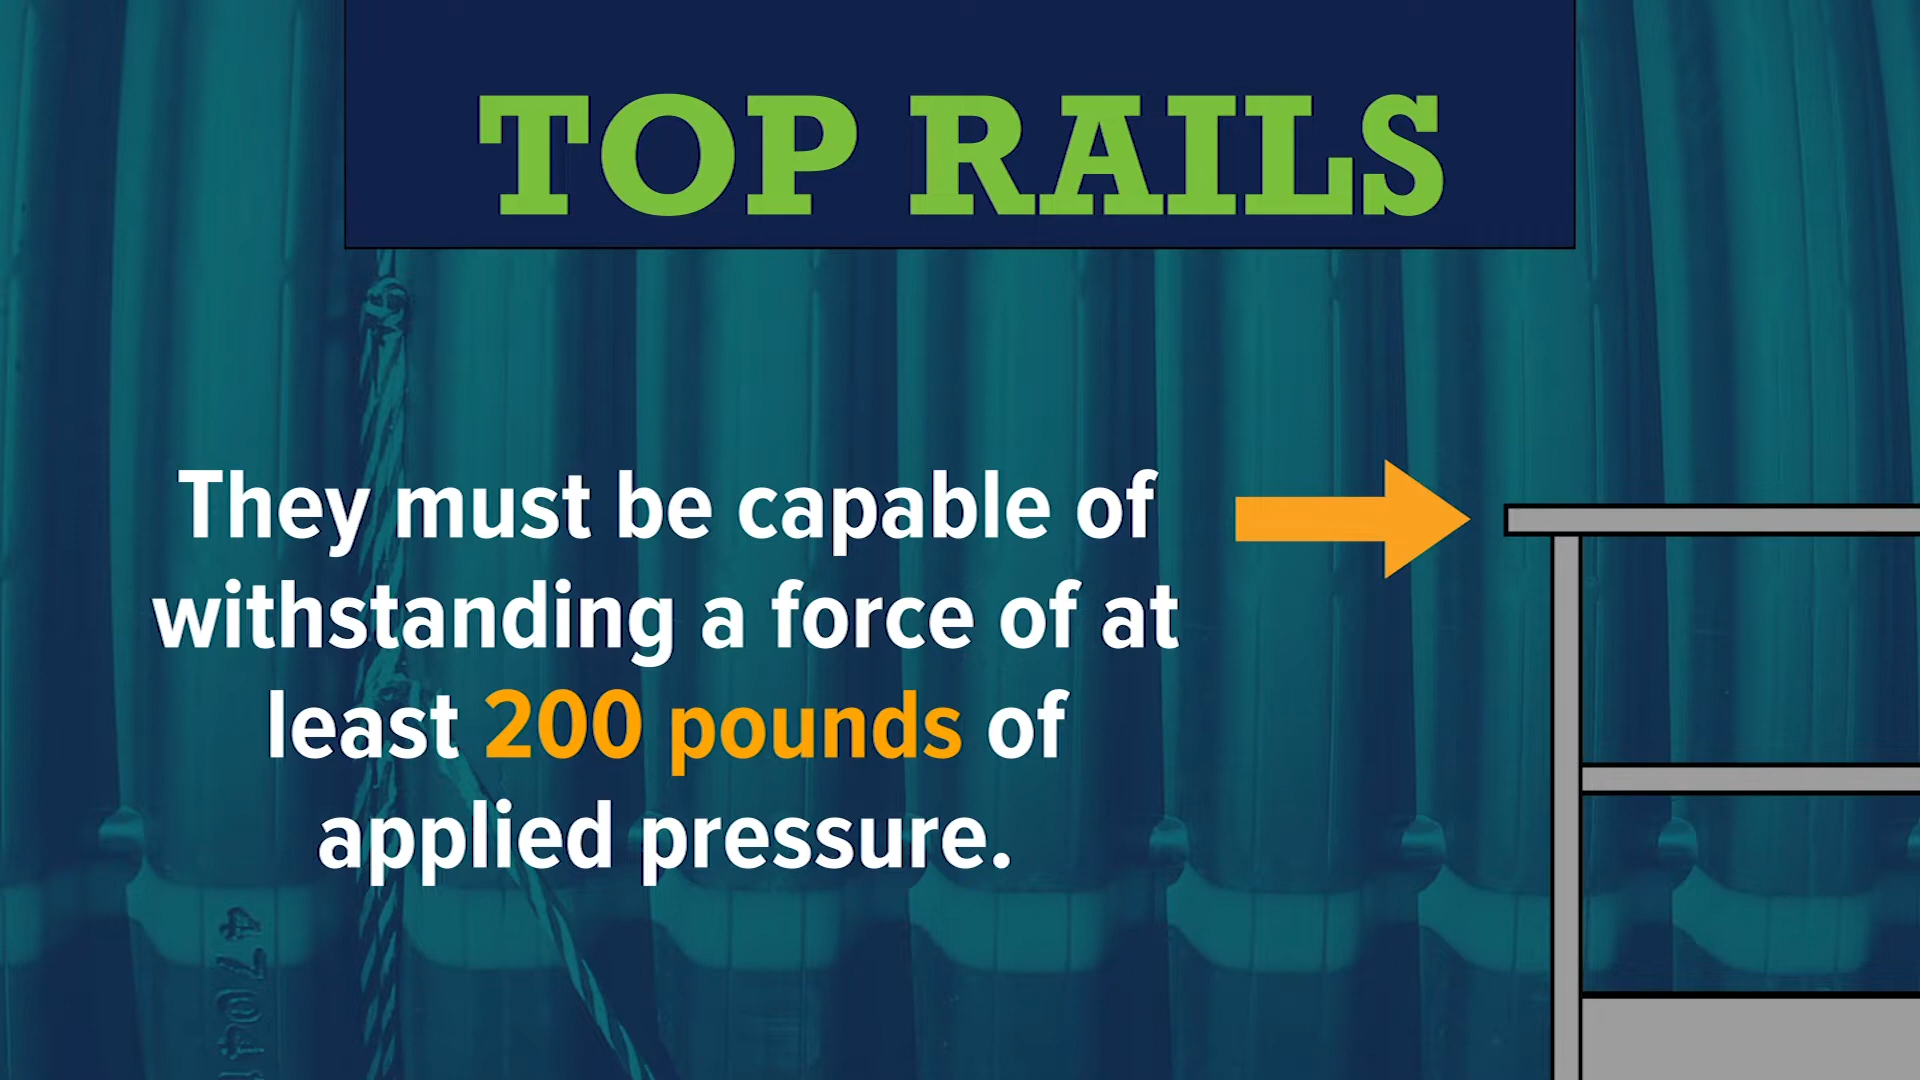 TOP RAILS
They must be capable of
withstanding a force of at
least 200 pounds of
applied pressure.